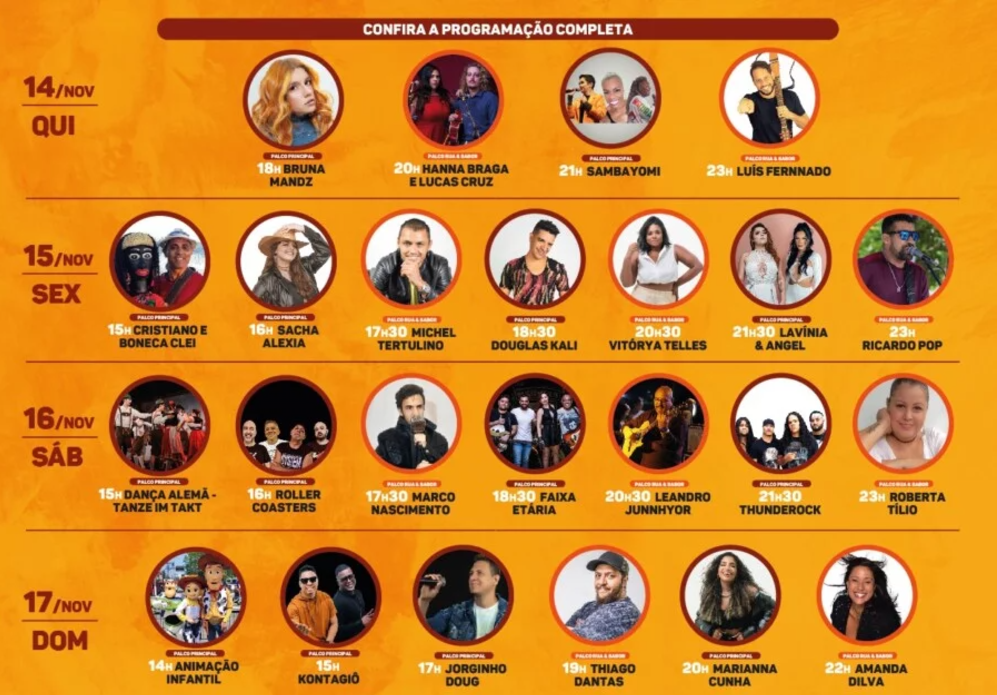 CONFIRA A PROGRAMAÇÃO COMPLETA
14/NOV
QUI
PALCO PRINCIPAL
18H BRUNA
MANDZ
PALCO RUA & SABOR
20H HANNA BRAGA
E LUCAS CRUZ
PALCO PRINCIPAL
21H SAMBAYOMI
PALCO RUA & SABOR
23H LUÍS FERNNADO
15/NOV
SEX
PALCO PRINCIPAL
15H CRISTIANO E
BONECA CLEI
PALCO PRINCIPAL
16H SACHA
ALEXIA
PALCO RUA & SABOR
17H30 MICHEL
TERTULINO
PALCO PRINCIPAL
18H30
DOUGLAS KALI
PALCO RUA & SABOR
20H30
VITÓRYA TELLES
PALCO PRINCIPAL
21H30 LAVÍNIA
& ANGEL
PALCO RUA & SABOR
23H
RICARDO POP
16/NOV
SÁB
PALCO PRINCIPAL
15H DANÇA ALEMÃ -
TANZE IM TAKT
PALCO PRINCIPAL
16H ROLLER
COASTERS
PALCO RUA & SABOR
17H30 MARCO
NASCIMENTO
PALCO PRINCIPAL
18H30 FAIXA
ETÁRIA
PALCO RUA & SABOR
20H30 LEANDRO
JUNNHYOR
PALCO PRINCIPAL
21H30
THUNDEROCK
PALCO RUA & SABOR
23H ROBERTA
TÍLIO
17/NOV
DOM
PALCO PRINCIPAL
14H ANIMAÇÃO
INFANTIL
PALCO PRINCIPAL
15H
KONTAGIÔ
PALCO PRINCIPAL
17H JORGINHO
DOUG
PALCO RUA & SABOR
19H THIAGO
DANTAS
PALCO PRINCIPAL
20H MARIANNA
CUNHA
PALCO RUA & SABOR
22H AMANDA
DILVA